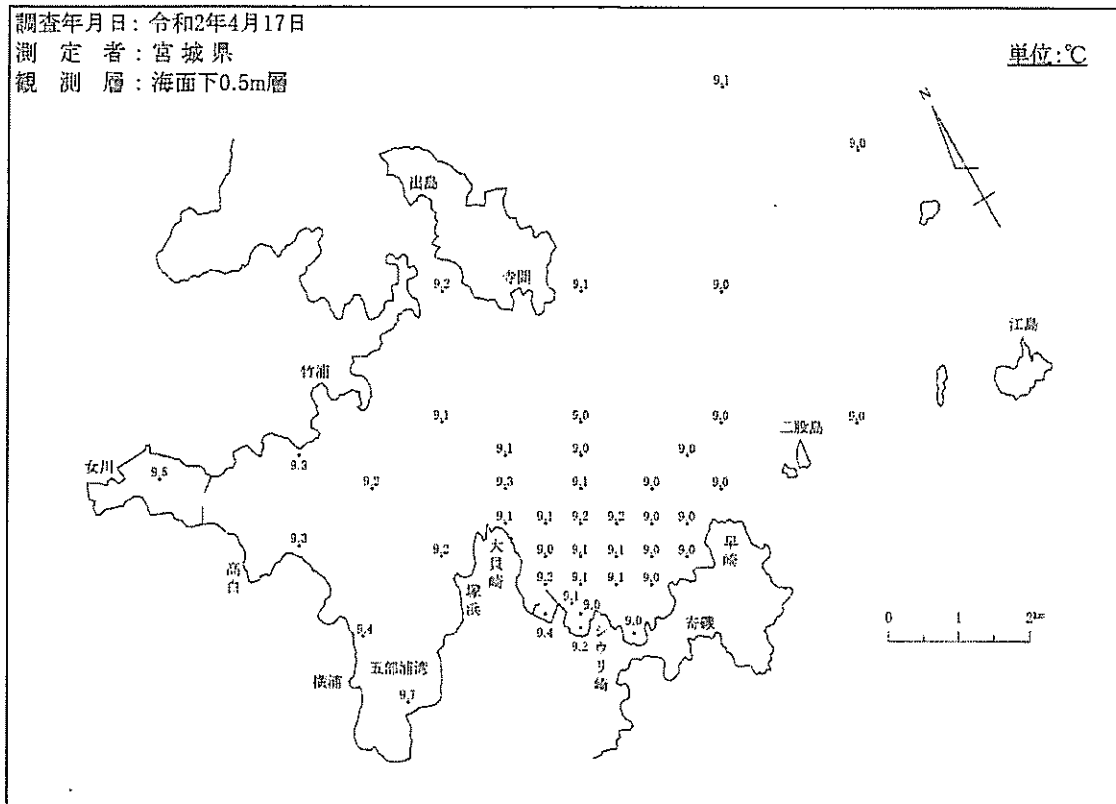 調査年月日：令和2年4月17日
測定者：宮城県
観測層：海面下0.5m層
単位：℃
9.1
N
9.0
出島
寺間
9.2
9.1
9.0
江島
竹浦
9.1
9.0
9.0
9.0
二股島
9.1
9.0
9.0
9.3
女川
9.5
9.2
9.3
9.1
9.0
9.0
9.1
9.1
9.2
9.2
9.0
9.0
9.3
9.2
大貝崎
9.0
9.1
9.1
9.0
9.0
早崎
高白
塚浜
9.1
9.1
9.0
9.1
9.0
9.4
9.2
シウリ崎
9.0
寄磯
0 1 2km
9.4
五部浦湾
横浦
9.7